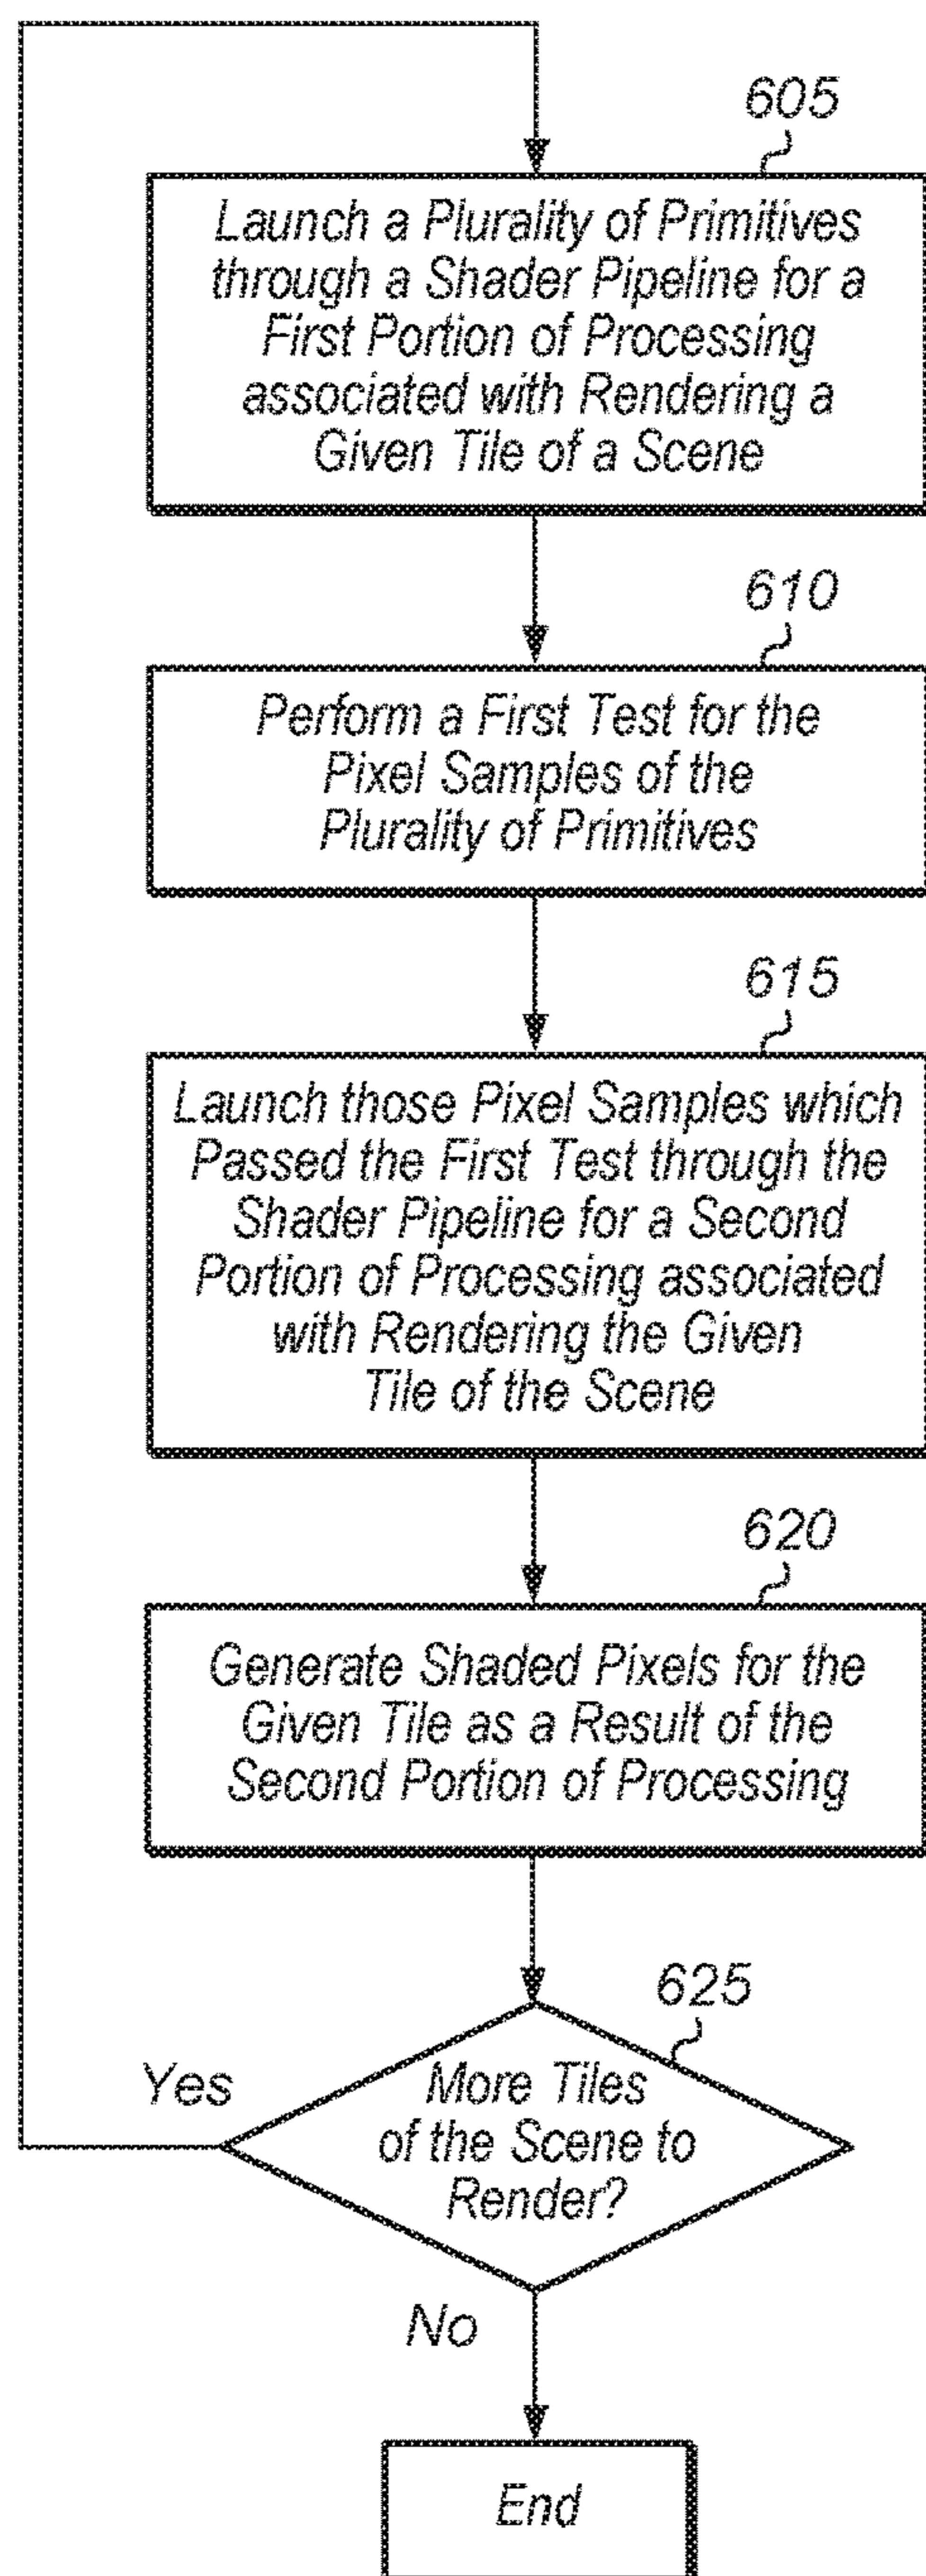 605
Launch a Plurality of Primitives
through a Shader Pipeline for a
First Portion of Processing
associated with Rendering a
Given Tile of a Scene
610
Perform a First Test for the
Pixel Samples of the
Plurality of Primitives
615
Launch those Pixel Samples which
Passed the First Test through the
Shader Pipeline for a Second
Portion of Processing associated
with Rendering the Given
Tile of the Scene
620
Generate Shaded Pixels for the
Given Tile as a Result of the
Second Portion of Processing
625
Yes
More Tiles
of the Scene to
Render?
No
End